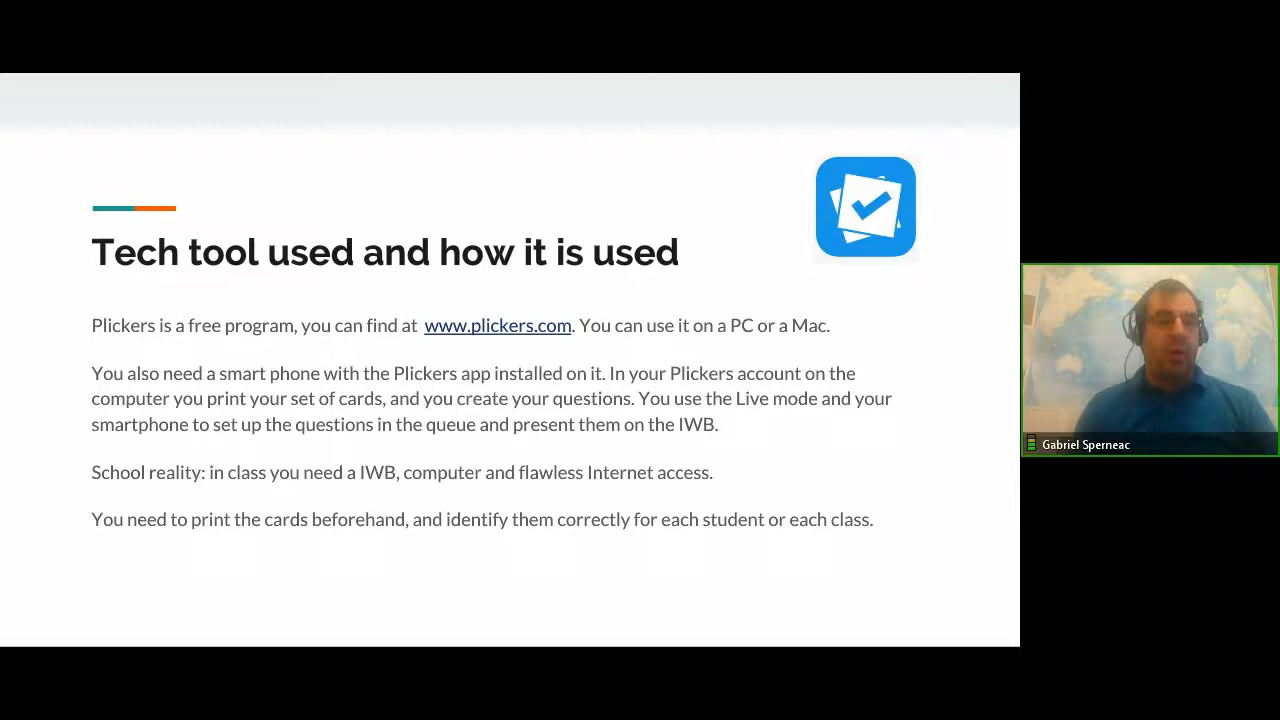 Tech tool used and how it is used
Plickers is a free program, you can find at www.plickers.com. You can use it on a PC or a Mac.
You also need a smart phone with the Plickers app installed on it. In your Plickers account on the
computer you print your set of cards, and you create your questions. You use the Live mode and your
smartphone to set up the questions in the queue and present them on the IWB.
School reality: in class you need a IWB, computer and flawless Internet access.
You need to print the cards beforehand, and identify them correctly for each student or each class.
Gabriel Sperneac